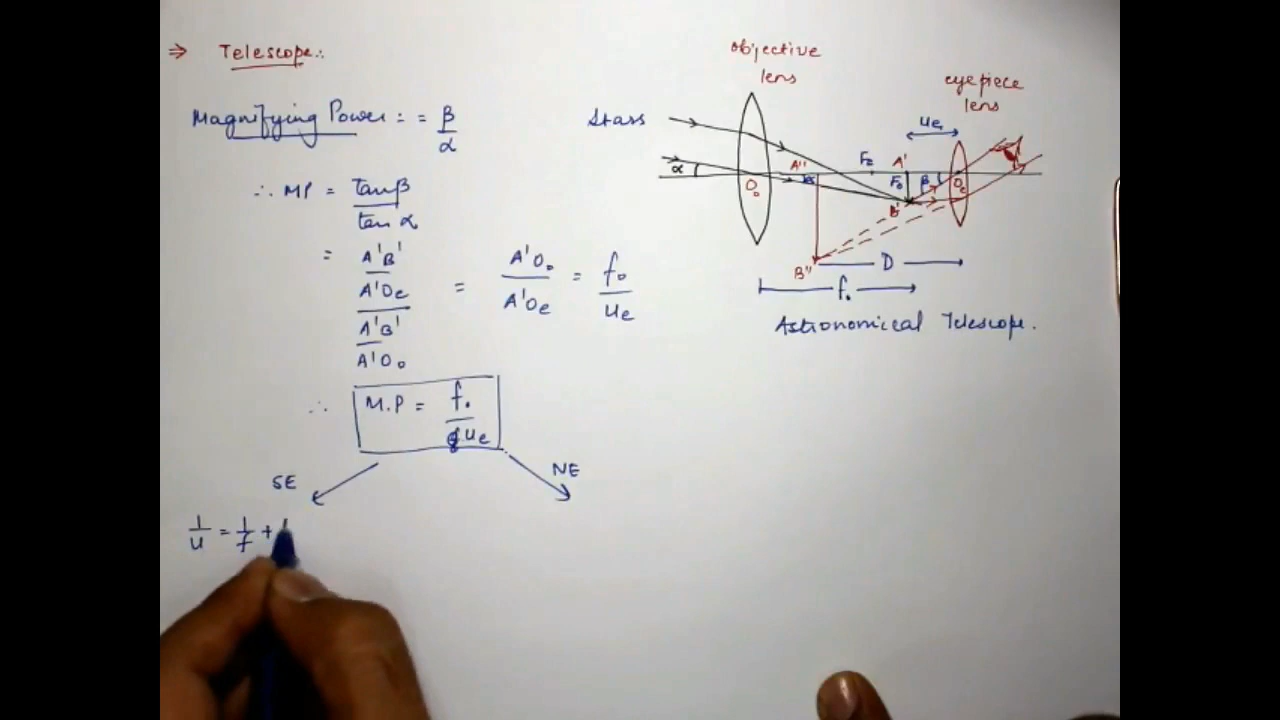 ⇒ Telescope:.
Magnifying Power: = β/α
∴ MP = tanβ/tan α
= A'B'/A'Oe / A'B'/A'Oo = A'Oo/A'Oe = fo/ue
∴ M.P = fo/ue
SE
NE
1/u = 1/f +
objective
lens
eyepiece
lens
Stars
ue
α
A''
F2
A'
Oo
α
Fo
β
Oe
B'
B''
D
fo
Astronomical Telescope.